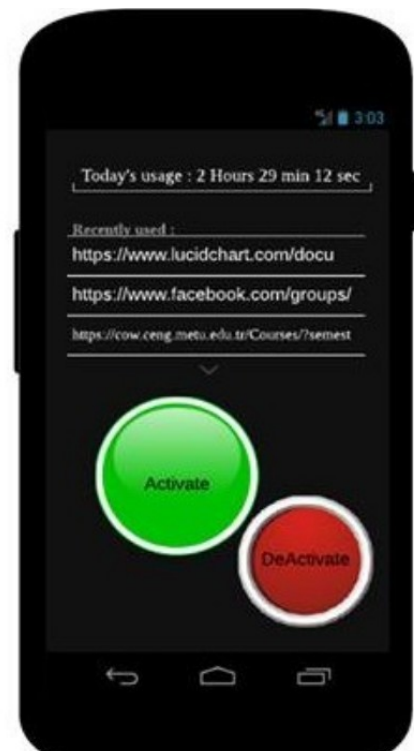 3:03
Today's usage : 2 Hours 29 min 12 sec
Recently used :
https://www.lucidchart.com/docu
https://www.facebook.com/groups/
https://cow.ceng.metu.edu.tr/Courses/?semest
Activate
DeActivate